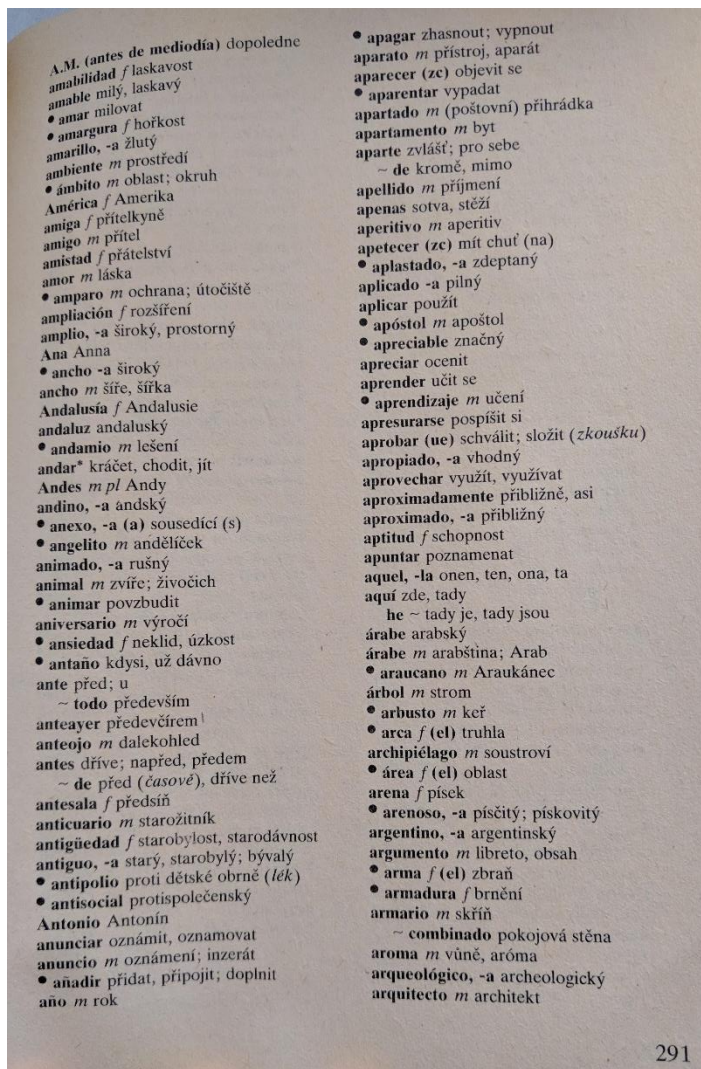 A.M. (antes de mediodía) dopoledne
amabilidad f laskavost
amable milý, laskavý
• amar milovat
• amargura f hořkost
amarillo, -a žlutý
ambiente m prostředí
• ámbito m oblast; okruh
América f Amerika
amiga f přítelkyně
amigo m přítel
amistad f přátelství
amor m láska
• amparo m ochrana; útočiště
ampliación f rozšíření
amplio, -a široký, prostorný
Ana Anna
• ancho -a široký
ancho m šíře, šířka
Andalusía f Andalusie
andaluz andaluský
• andamio m lešení
andar* kráčet, chodit, jít
Andes m pl Andy
andino, -a andský
• anexo, -a (a) sousedící (s)
• angelito m andělíček
animado, -a rušný
animal m zvíře; živočich
• animar povzbudit
aniversario m výročí
• ansiedad f neklid, úzkost
• antaño kdysi, už dávno
ante před; u
~ todo především
anteayer předevčírem
anteojo m dalekohled
antes dříve; napřed, předem
~ de před (časově), dříve než
antesala f předsíň
anticuario m starožitník
antigüedad f starobylost, starodávnost
antiguo, -a starý, starobylý; bývalý
• antipolio proti dětské obrně (lék)
• antisocial protispolečenský
Antonio Antonín
anunciar oznámit, oznamovat
anuncio m oznámení; inzerát
• añadir přidat, připojit; doplnit
año m rok
• apagar zhasnout; vypnout
aparato m přístroj, aparát
aparecer (zc) objevit se
• aparentar vypadat
apartado m (poštovní) přihrádka
apartamento m byt
aparte zvlášť; pro sebe
~ de kromě, mimo
apellido m příjmení
apenas sotva, stěží
aperitivo m aperitiv
apetecer (zc) mít chuť (na)
• aplastado, -a zdeptaný
aplicado -a pilný
aplicar použít
• apóstol m apoštol
• apreciable značný
apreciar ocenit
aprender učit se
• aprendizaje m učení
apresurarse pospíšit si
aprobar (ue) schválit; složit (zkoušku)
apropiado, -a vhodný
aprovechar využít, využívat
aproximadamente přibližně, asi
aproximado, -a přibližný
aptitud f schopnost
apuntar poznamenat
aquel, -la onen, ten, ona, ta
aquí zde, tady
he ~ tady je, tady jsou
árabe arabský
árabe m arabština; Arab
• araucano m Araukánec
árbol m strom
• arbusto m keř
• arca f (el) truhla
archipiélago m soustroví
• área f (el) oblast
arena f písek
• arenoso, -a písčitý; pískovitý
argentino, -a argentinský
argumento m libreto, obsah
• arma f (el) zbraň
• armadura f brnění
armario m skříň
~ combinado pokojová stěna
aroma m vůně, aróma
arqueológico, -a archeologický
arquitecto m architekt
291